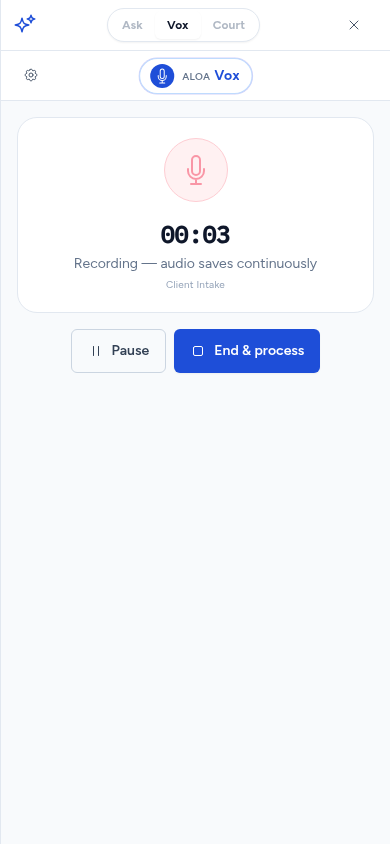 Ask Vox Court
ALOA Vox
00:03
Recording — audio saves continuously
Client Intake
Pause End & process